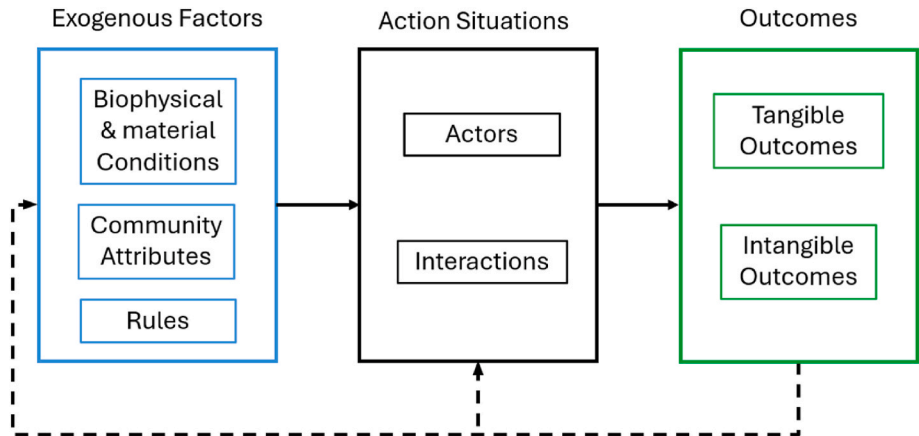 Exogenous Factors
Biophysical
& material
Conditions
Community
Attributes
Rules
Action Situations
Actors
Interactions
Outcomes
Tangible
Outcomes
Intangible
Outcomes